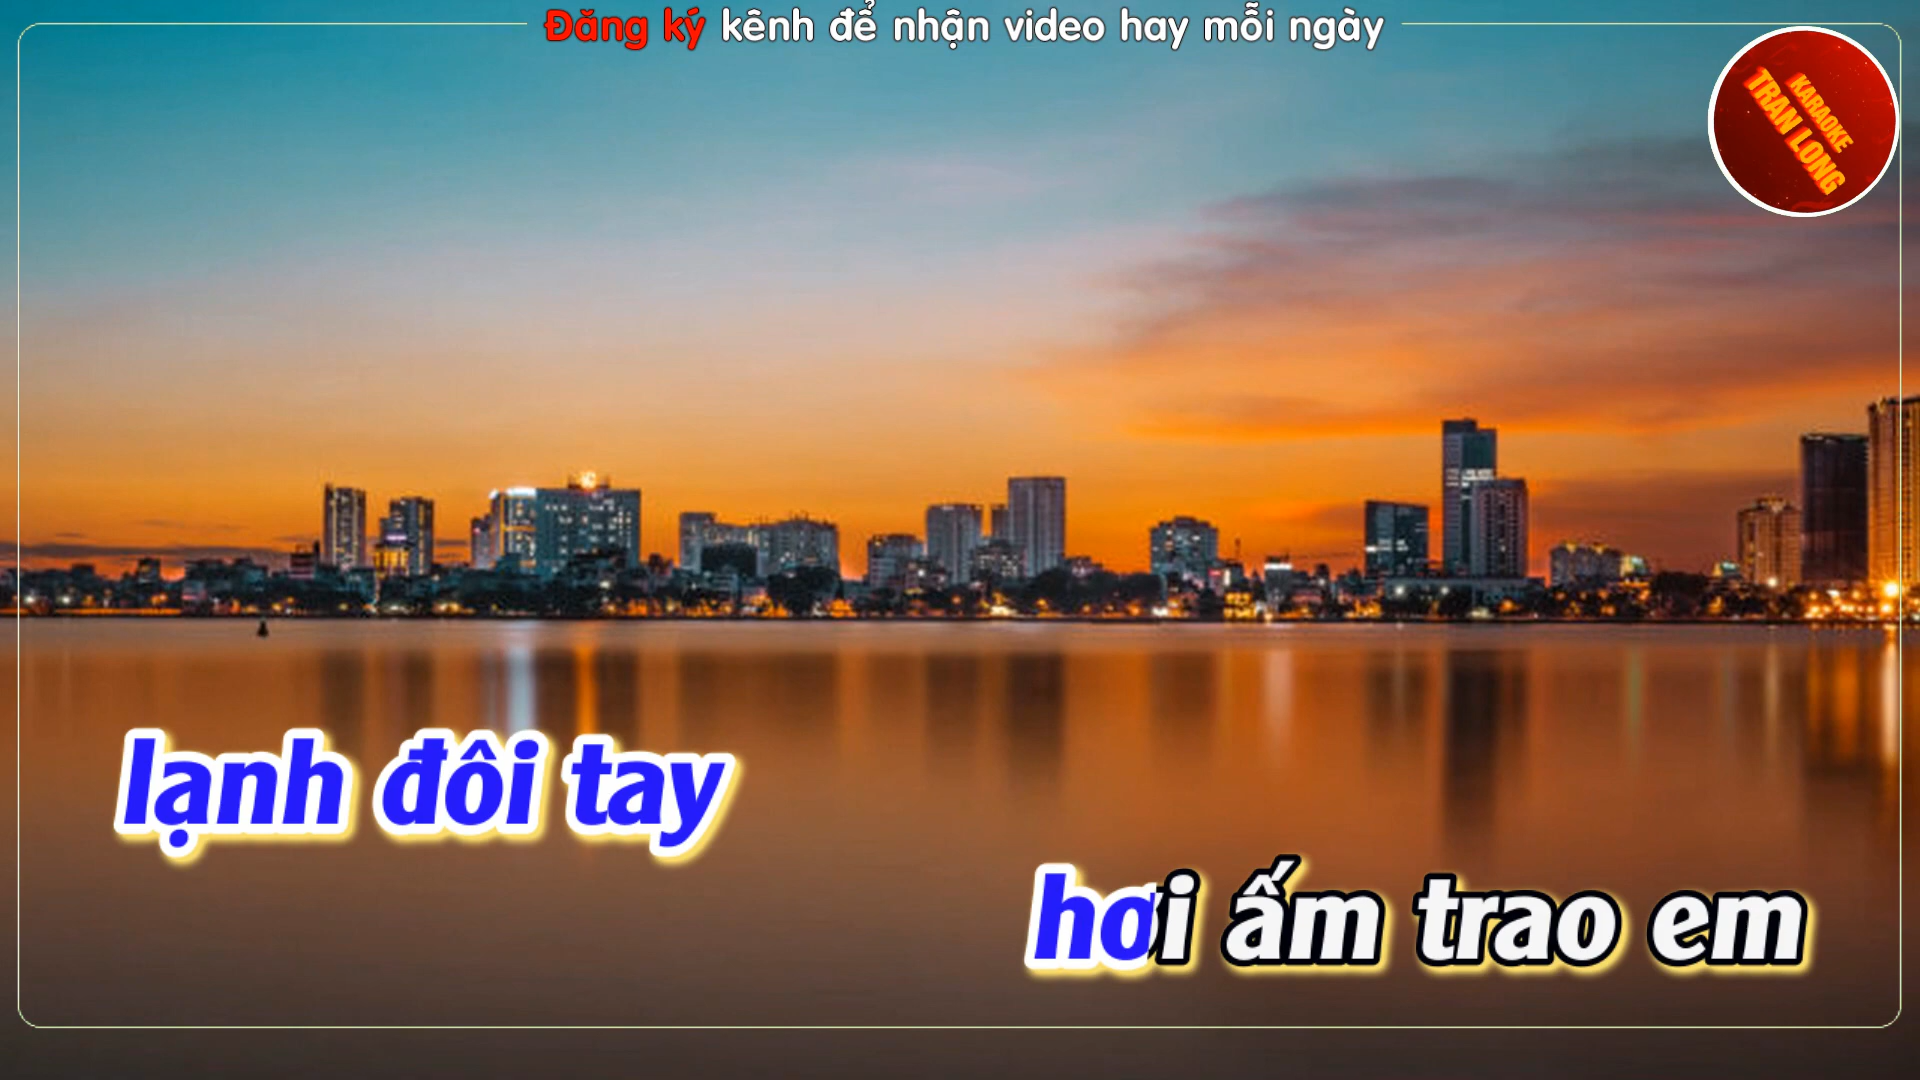 Đăng ký kênh để nhận video hay mỗi ngày
KARAOKE
TRAN LONG
lạnh đôi tay
hơi ấm trao em